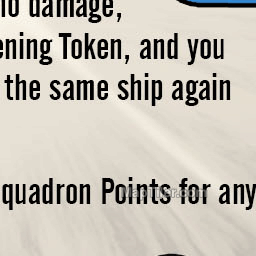 no damage,
ening Token, and you
the same ship again
quadron Points for any